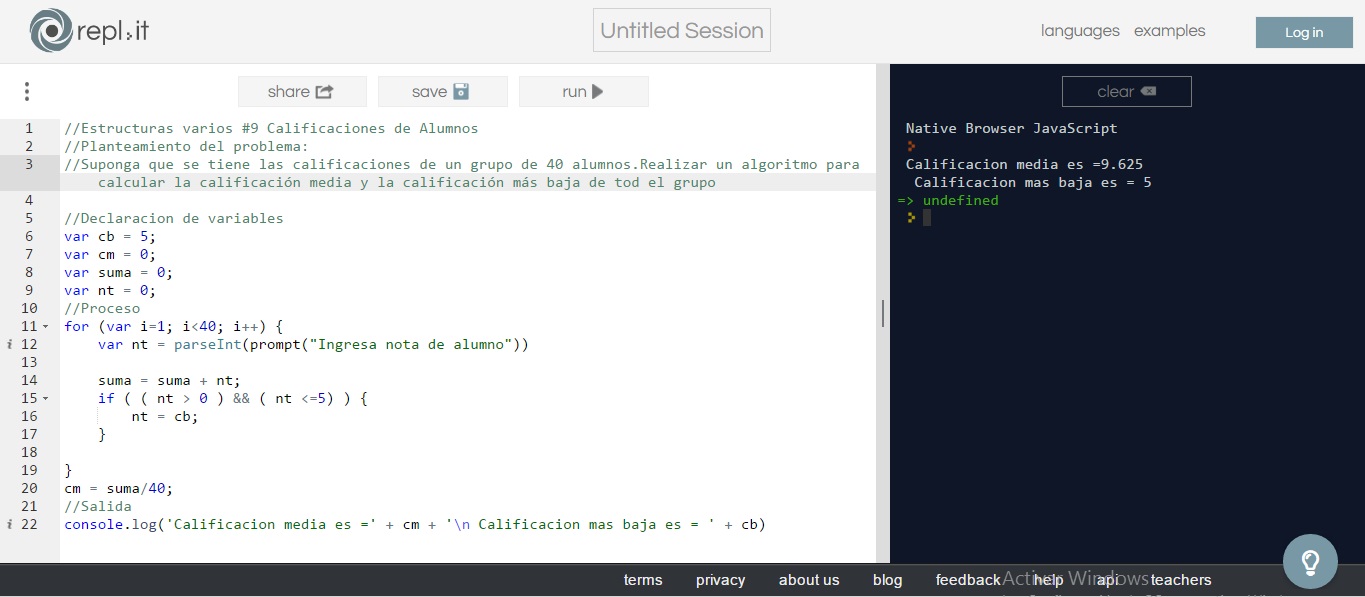 repl.it
Untitled Session
languages examples Log in
share save run
clear
1 //Estructuras varios #9 Calificaciones de Alumnos
2 //Planteamiento del problema:
3 //Suponga que se tiene las calificaciones de un grupo de 40 alumnos.Realizar un algoritmo para
calcular la calificación media y la calificación más baja de tod el grupo
4
5 //Declaracion de variables
6 var cb = 5;
7 var cm = 0;
8 var suma = 0;
9 var nt = 0;
10 //Proceso
11 for (var i=1; i<40; i++) {
i 12 var nt = parseInt(prompt("Ingresa nota de alumno"))
13
14 suma = suma + nt;
15 if ( ( nt > 0 ) && ( nt <=5) ) {
16 nt = cb;
17 }
18
19 }
20 cm = suma/40;
21 //Salida
i 22 console.log('Calificacion media es =' + cm + '\n Calificacion mas baja es = ' + cb)
Native Browser JavaScript
Calificacion media es =9.625
Calificacion mas baja es = 5
=> undefined
terms privacy about us blog feedback help api teachers
Activar Windows